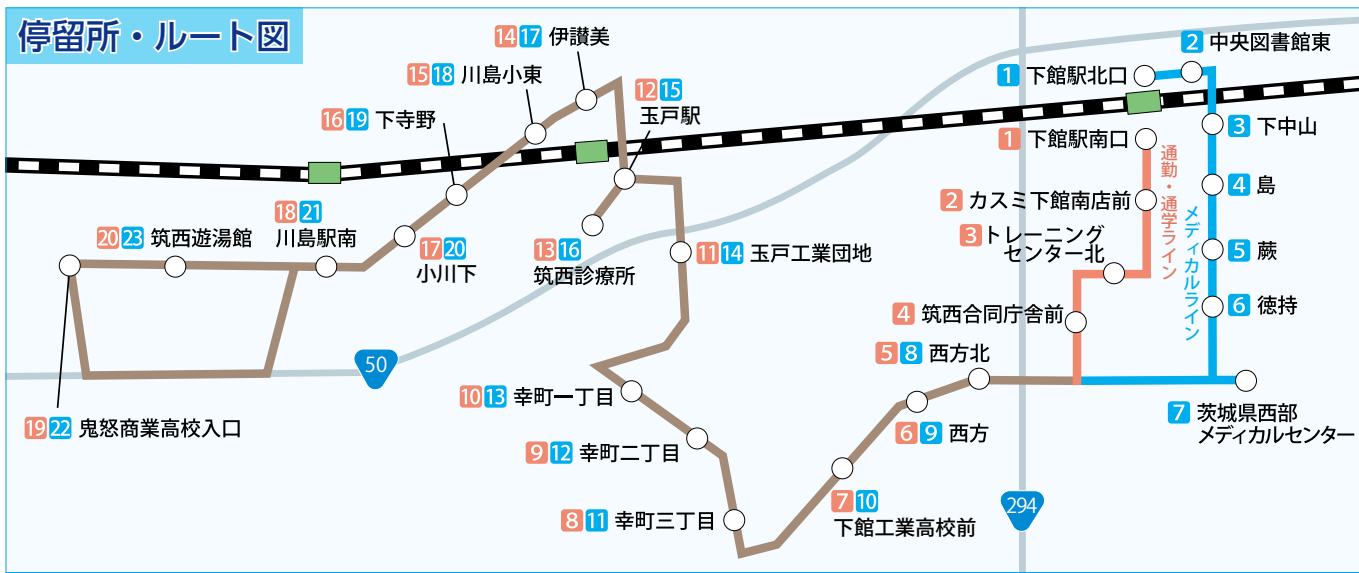 停留所・ルート図
14 17 伊讃美
15 18 川島小東
16 19 下寺野
12 15
玉戸駅
2 中央図書館東
1 下館駅北口
1 下館駅南口
3 下中山
2 カスミ下館南店前
4 島
3 トレーニング
センター北
通勤・通学ライン
メディカルライン
5 蕨
6 徳持
4 筑西合同庁舎前
20 23 筑西遊湯館
18 21
川島駅南
17 20
小川下
13 16
筑西診療所
11 14 玉戸工業団地
50
5 8 西方北
10 13 幸町一丁目
6 9 西方
7 茨城県西部
メディカルセンター
19 22 鬼怒商業高校入口
9 12 幸町二丁目
8 11 幸町三丁目
7 10
下館工業高校前
294